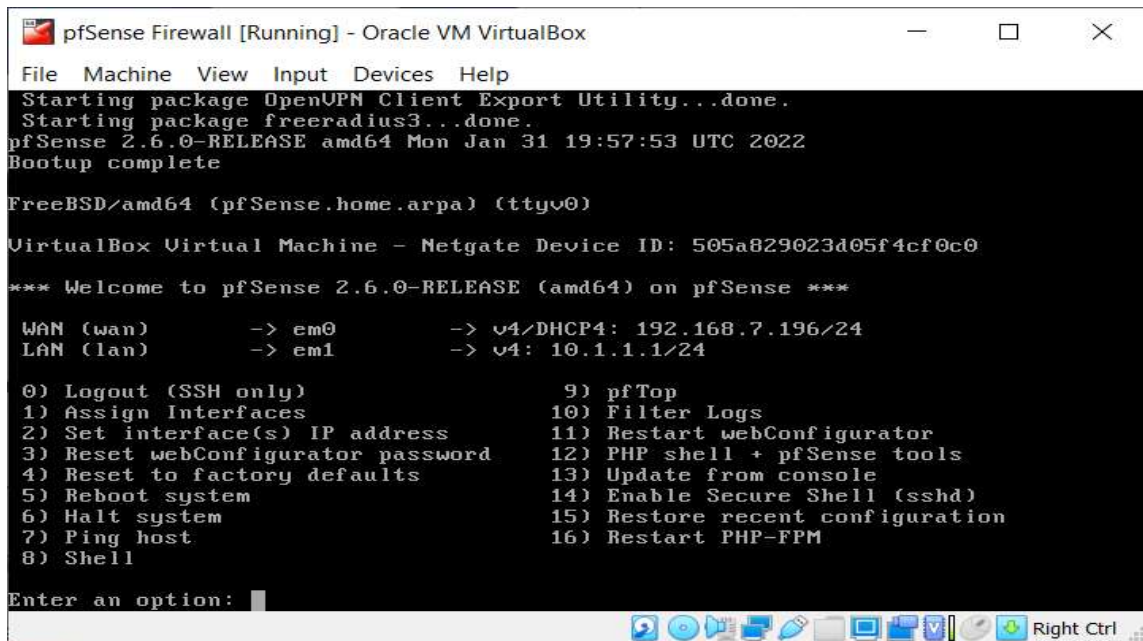 pfSense Firewall [Running] - Oracle VM VirtualBox
File Machine View Input Devices Help
Starting package OpenVPN Client Export Utility...done.
Starting package freeradius3...done.
pfSense 2.6.0-RELEASE amd64 Mon Jan 31 19:57:53 UTC 2022
Bootup complete
FreeBSD/amd64 (pfSense.home.arpa) (ttyv0)
VirtualBox Virtual Machine - Netgate Device ID: 505a829023d05f4cf0c0
*** Welcome to pfSense 2.6.0-RELEASE (amd64) on pfSense ***
WAN (wan) -> em0 -> v4/DHCP4: 192.168.7.196/24
LAN (lan) -> em1 -> v4: 10.1.1.1/24
0) Logout (SSH only) 9) pfTop
1) Assign Interfaces 10) Filter Logs
2) Set interface(s) IP address 11) Restart webConfigurator
3) Reset webConfigurator password 12) PHP shell + pfSense tools
4) Reset to factory defaults 13) Update from console
5) Reboot system 14) Enable Secure Shell (sshd)
6) Halt system 15) Restore recent configuration
7) Ping host 16) Restart PHP-FPM
8) Shell
Enter an option:
Right Ctrl